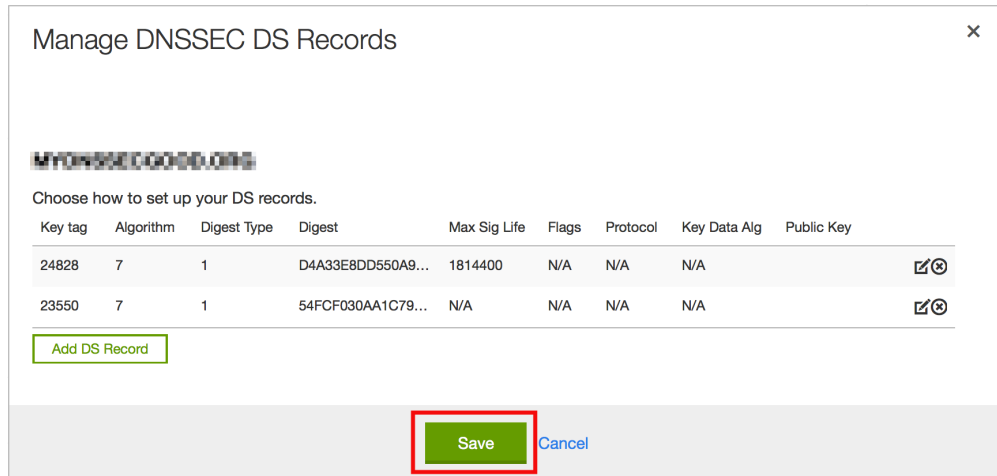 Manage DNSSEC DS Records
Choose how to set up your DS records.
Key tag Algorithm Digest Type Digest Max Sig Life Flags Protocol Key Data Alg Public Key
24828 7 1 D4A33E8DD550A9... 1814400 N/A N/A N/A
23550 7 1 54FCF030AA1C79... N/A N/A N/A N/A
Add DS Record
Save Cancel